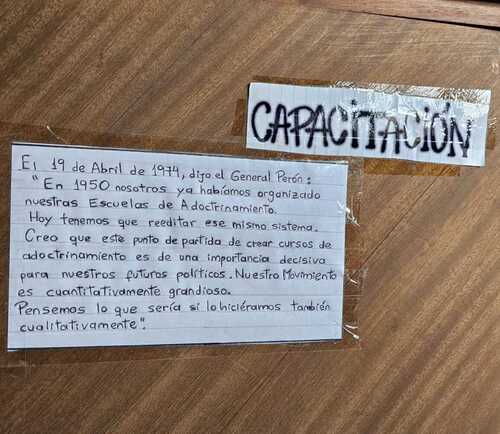 CAPACITACIÓN
El 19 de Abril de 1974, dijo el General Perón:
"En 1950 nosotros ya habíamos organizado
nuestras Escuelas de Adoctrinamiento.
Hoy tenemos que reeditar ese mismo sistema.
Creo que este punto de partida de crear cursos de
adoctrinamiento es de una importancia decisiva
para nuestros futuros políticos. Nuestro Movimiento
es cuantitativamente grandioso.
Pensemos lo que sería si lo hiciéramos también
cualitativamente".